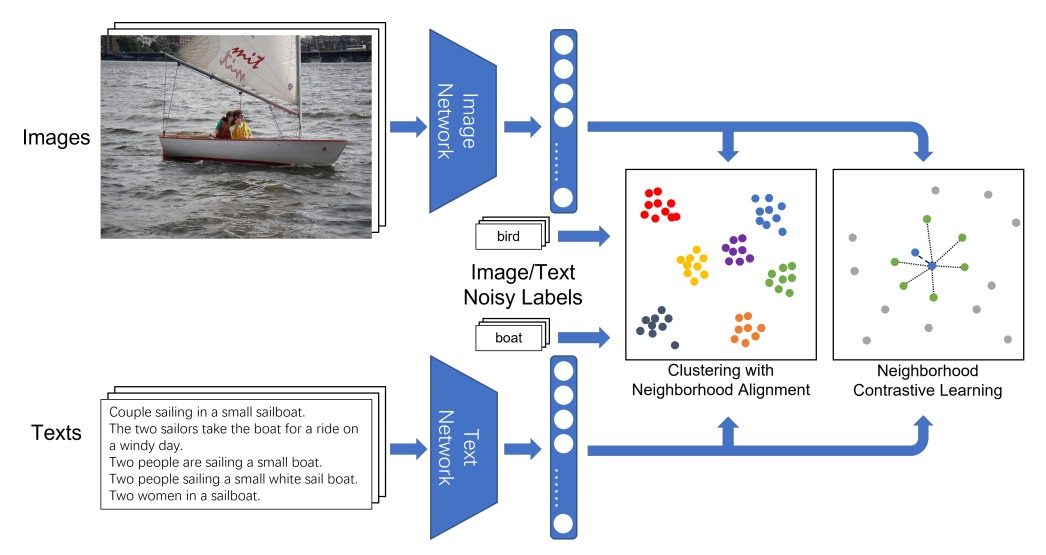 Images
mit
tim
Image
Network
bird
Image/Text
Noisy Labels
boat
Clustering with
Neighborhood Alignment
Neighborhood
Contrastive Learning
Texts
Couple sailing in a small sailboat.
The two sailors take the boat for a ride on
a windy day.
Two people are sailing a small boat.
Two people sailing a small white sail boat.
Two women in a sailboat.
Text
Network